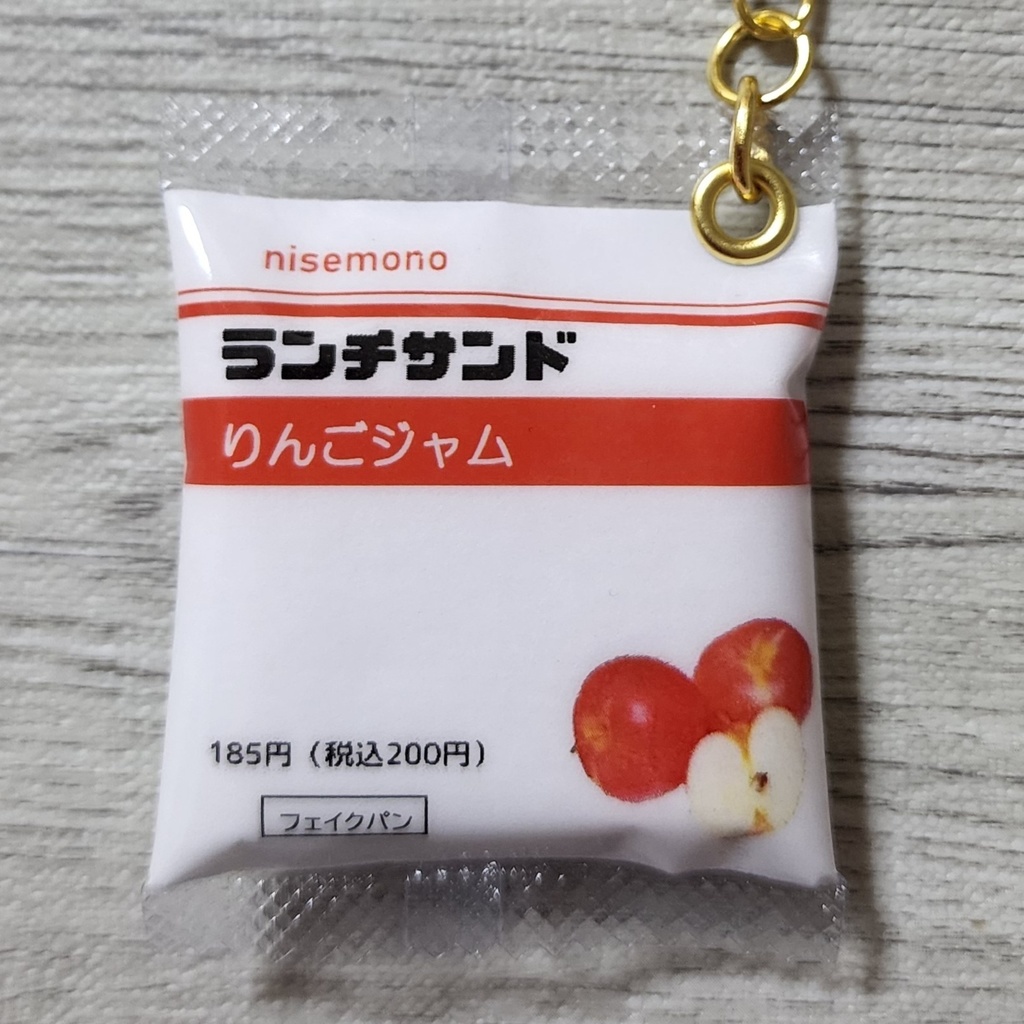 nisemono
ランチサンド
りんごジャム
185円（税込200円）
フェイクパン